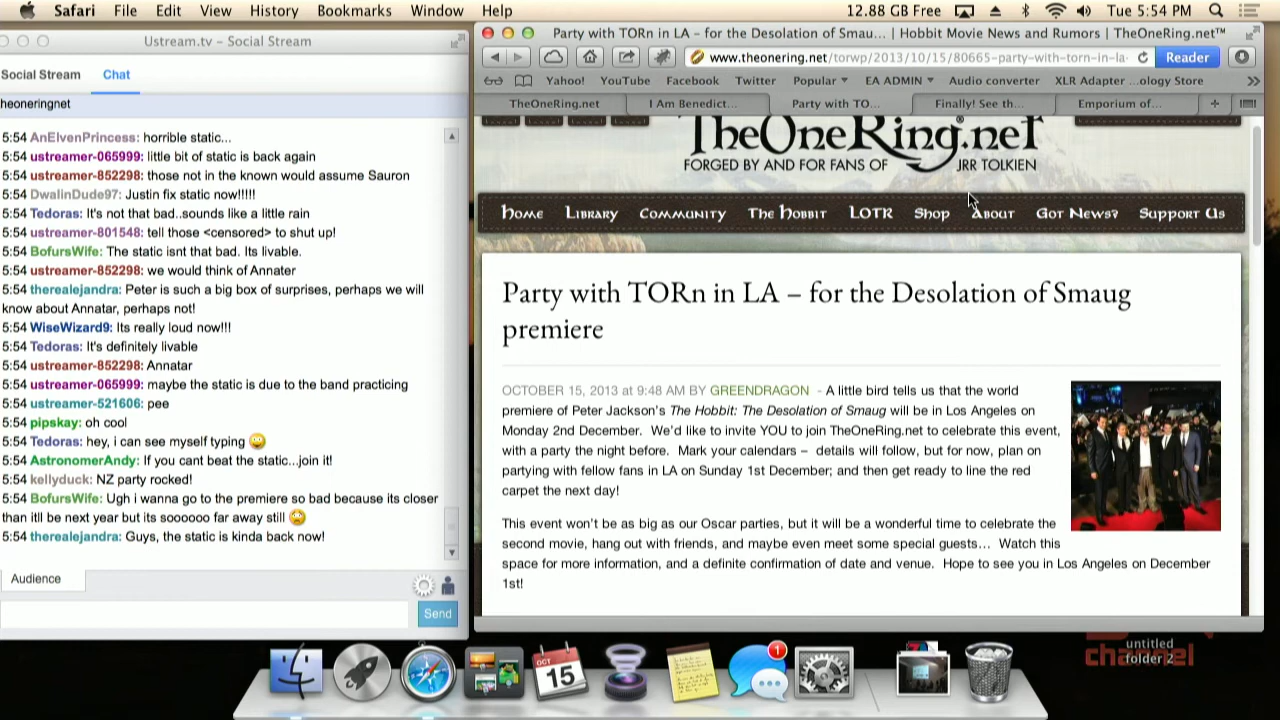 Safari File Edit View History Bookmarks Window Help 12.88 GB Free Tue 5:54 PM
Ustream.tv – Social Stream
Social Stream Chat
heoneringnet
5:54 AnElvenPrincess: horrible static...
5:54 ustreamer-065999: little bit of static is back again
5:54 ustreamer-852298: those not in the known would assume Sauron
5:54 DwalinDude97: Justin fix static now!!!!!
5:54 Tedoras: It's not that bad..sounds like a little rain
5:54 ustreamer-801548: tell those <censored> to shut up!
5:54 BofursWife: The static isnt that bad. Its livable.
5:54 ustreamer-852298: we would think of Annater
5:54 therealejandra: Peter is such a big box of surprises, perhaps we will
know about Annatar, perhaps not!
5:54 WiseWizard9: Its really loud now!!!
5:54 Tedoras: It's definitely livable
5:54 ustreamer-852298: Annatar
5:54 ustreamer-065999: maybe the static is due to the band practicing
5:54 ustreamer-521606: pee
5:54 pipskay: oh cool
5:54 Tedoras: hey, i can see myself typing
5:54 AstronomerAndy: If you cant beat the static...join it!
5:54 kellyduck: NZ party rocked!
5:54 BofursWife: Ugh i wanna go to the premiere so bad because its closer
than itll be next year but its soooooo far away still
5:54 therealejandra: Guys, the static is kinda back now!
Audience
Send
Party with TORn in LA – for the Desolation of Smau... | Hobbit Movie News and Rumors | TheOneRing.net™
www.theonering.net/torwp/2013/10/15/80665-party-with-torn-in-la- Reader
Yahoo! YouTube Facebook Twitter Popular EA ADMIN Audio converter XLR Adapter ...ology Store
TheOneRing.net I Am Benedict... Party with TO... Finally! See th... Emporium of...
TheOneRing.net®
FORGED BY AND FOR FANS OF JRR TOLKIEN
Home Library Community The Hobbit LOTR Shop About Got News? Support Us
Party with TORn in LA – for the Desolation of Smaug
premiere
OCTOBER 15, 2013 at 9:48 AM BY GREENDRAGON - A little bird tells us that the world
premiere of Peter Jackson's The Hobbit: The Desolation of Smaug will be in Los Angeles on
Monday 2nd December. We'd like to invite YOU to join TheOneRing.net to celebrate this event,
with a party the night before. Mark your calendars – details will follow, but for now, plan on
partying with fellow fans in LA on Sunday 1st December; and then get ready to line the red
carpet the next day!
This event won't be as big as our Oscar parties, but it will be a wonderful time to celebrate the
second movie, hang out with friends, and maybe even meet some special guests... Watch this
space for more information, and a definite confirmation of date and venue. Hope to see you in Los Angeles on December
1st!
untitled
folder 2
channel
OCT
15
1